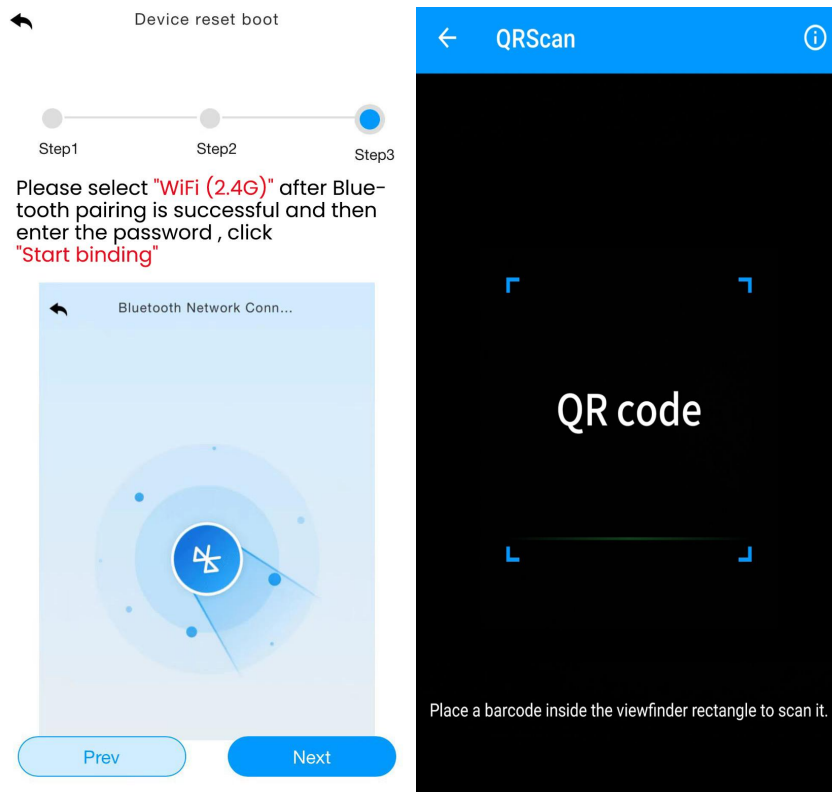 Device reset boot
Step1
Step2
Step3
Please select "WiFi (2.4G)" after Blue-
tooth pairing is successful and then
enter the password , click
"Start binding"
Bluetooth Network Conn...
Prev
Next
QRScan
QR code
Place a barcode inside the viewfinder rectangle to scan it.